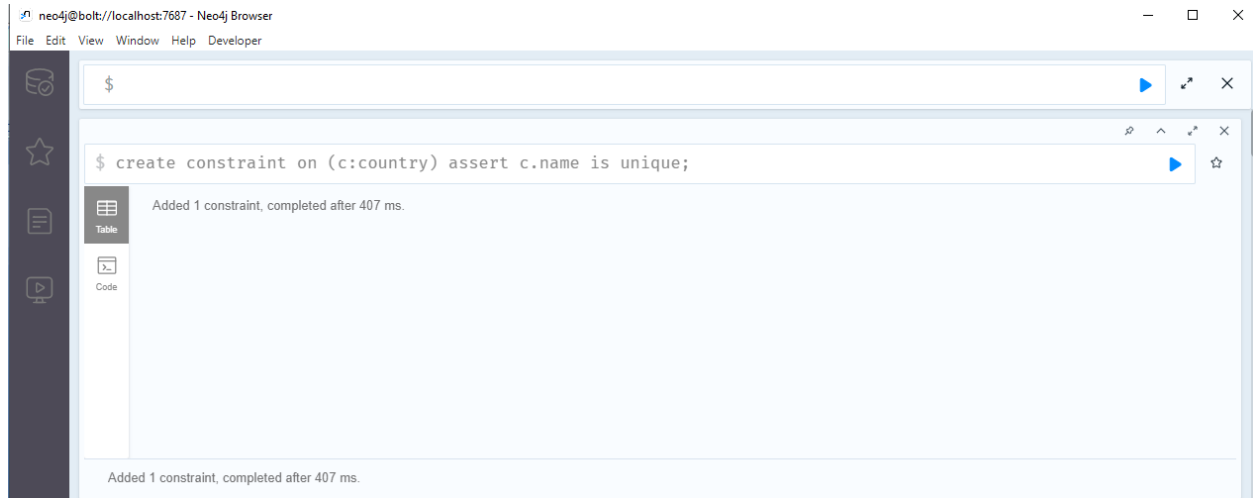 neo4j@bolt://localhost:7687 - Neo4j Browser
File Edit View Window Help Developer
$
$ create constraint on (c:country) assert c.name is unique;
Added 1 constraint, completed after 407 ms.
Table
Code
Added 1 constraint, completed after 407 ms.